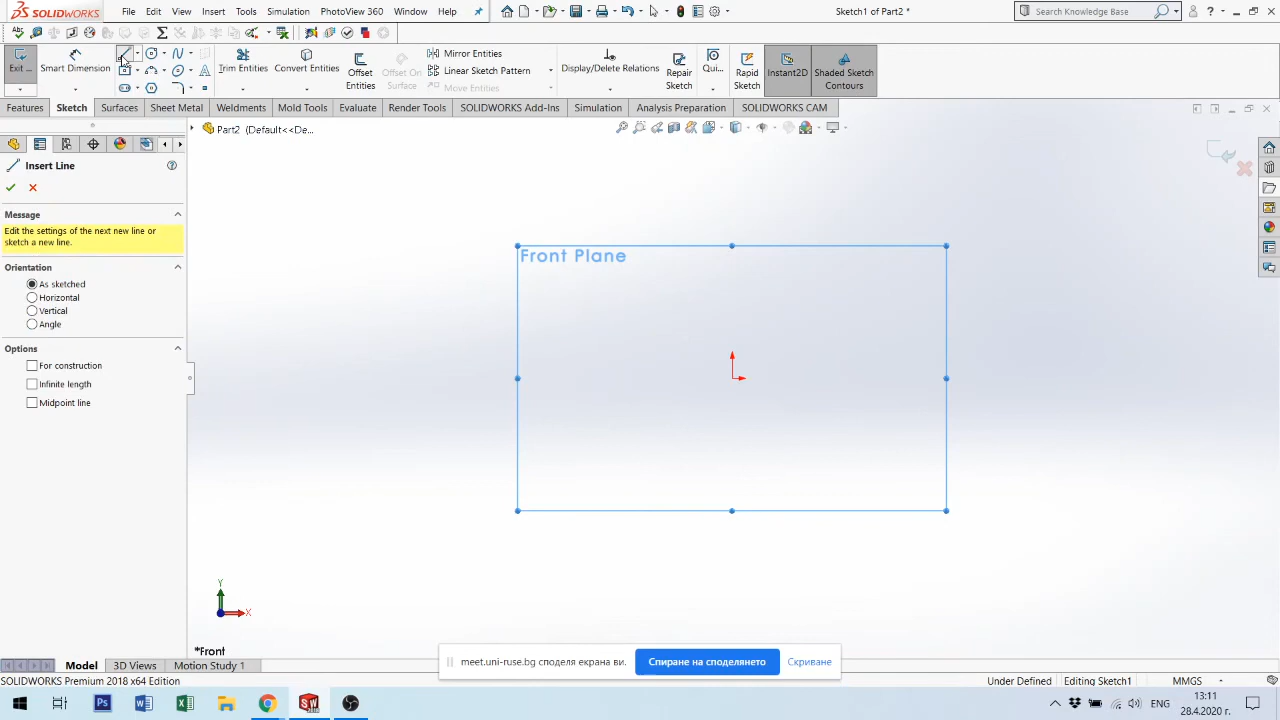 SOLIDWORKS File Edit View Insert Tools Simulation PhotoView 360 Window Help Sketch1 of Part2 * Search Knowledge Base
Exit ... Smart Dimension Trim Entities Convert Entities Offset Entities Offset On Surface Mirror Entities Linear Sketch Pattern Move Entities Display/Delete Relations Repair Sketch Qui... Rapid Sketch Instant2D Shaded Sketch Contours
Features Sketch Surfaces Sheet Metal Weldments Mold Tools Evaluate Render Tools SOLIDWORKS Add-Ins Simulation Analysis Preparation SOLIDWORKS CAM
Part2 (Default<<De...
Insert Line
Message
Edit the settings of the next new line or
sketch a new line.
Orientation
As sketched
Horizontal
Vertical
Angle
Options
For construction
Infinite length
Midpoint line
Front Plane
Y
X
*Front
meet.uni-ruse.bg споделя екрана ви. Спиране на споделянето Скриване
Model 3D Views Motion Study 1
SOLIDWORKS Premium 2018 x64 Edition Under Defined Editing Sketch1 MMGS
ENG 13:11
28.4.2020 г.